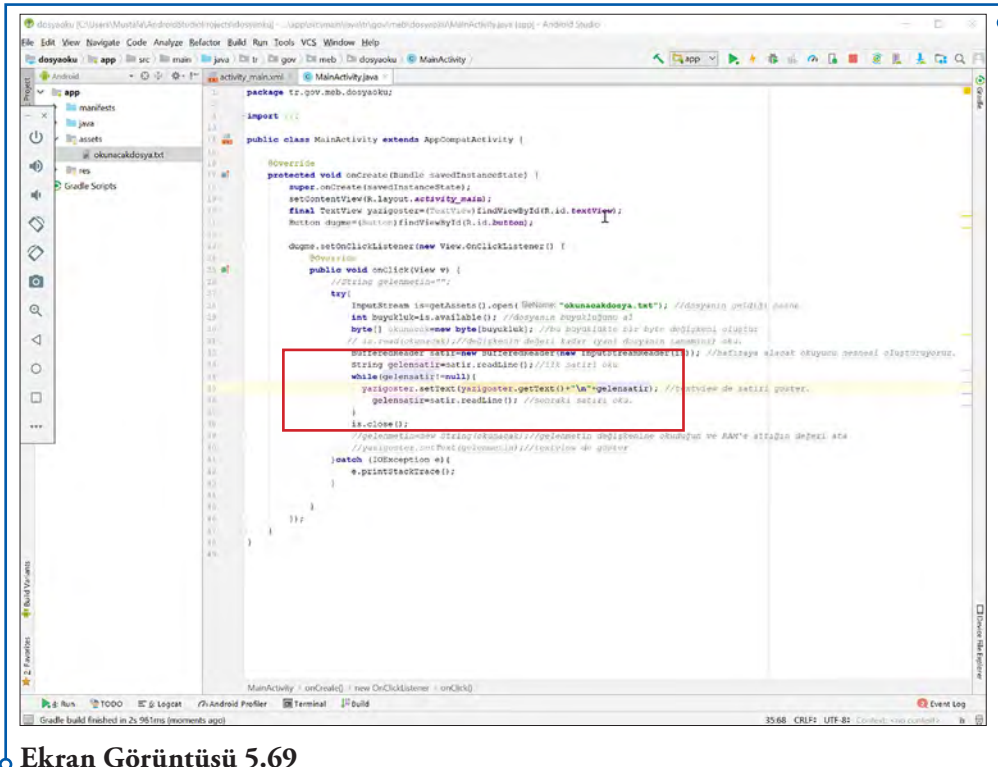 dosyaoku [C:\Users\Mustafa\AndroidStudioProjects\dosyaoku] - ...\app\src\main\java\tr\gov\meb\dosyaoku\MainActivity.java [app] - Android Studio
File Edit View Navigate Code Analyze Refactor Build Run Tools VCS Window Help
dosyaoku app src main java tr gov meb dosyaoku MainActivity
app
Android
activity_main.xml MainActivity.java
Project
Gradle
app
manifests
java
assets
okunacakdosya.txt
res
Gradle Scripts
package tr.gov.meb.dosyaoku;
import ...
public class MainActivity extends AppCompatActivity {
@Override
protected void onCreate(Bundle savedInstanceState) {
super.onCreate(savedInstanceState);
setContentView(R.layout.activity_main);
final TextView yazigoster=(TextView)findViewById(R.id.textView);
Button dugme=(Button)findViewById(R.id.button);
dugme.setOnClickListener(new View.OnClickListener() {
@Override
public void onClick(View v) {
//String gelenmetin="";
try{
InputStream is=getAssets().open( fileName: "okunacakdosya.txt"); //dosyanın geldiği nesne
int buyukluk=is.available(); //dosyanın büyüklüğünü al
byte[] okunacak=new byte[buyukluk]; //bu büyüklükte bir byte değişkeni oluştur
// is.read(okunacak);//değişkenin değeri kadar (yani dosyanın tamamını) oku.
BufferedReader satir=new BufferedReader(new InputStreamReader(is)); //hafızaya alacak okuyucu nesnesi oluşturuyoruz.
String gelensatir=satir.readLine();//ilk satiri oku
while(gelensatir!=null){
yazigoster.setText(yazigoster.getText()+"\n"+gelensatir); //textview de satiri goster.
gelensatir=satir.readLine(); //sonraki satırı oku.
}
is.close();
//gelenmetin=new String(okunacak);//gelenmetin değişkenine okuduğun ve RAM'e attığın değeri ata
//yazigoster.setText(gelenmetin);//textview de göster
}catch (IOException e){
e.printStackTrace();
}
}
});
}
}
Build Variants
2: Favorites
Device File Explorer
MainActivity onCreate() new OnClickListener onClick()
4: Run TODO 6: Logcat Android Profiler Terminal Build Event Log
Gradle build finished in 2s 961ms (moments ago) 35:68 CRLF UTF-8 Context: <no context>
Ekran Görüntüsü 5.69